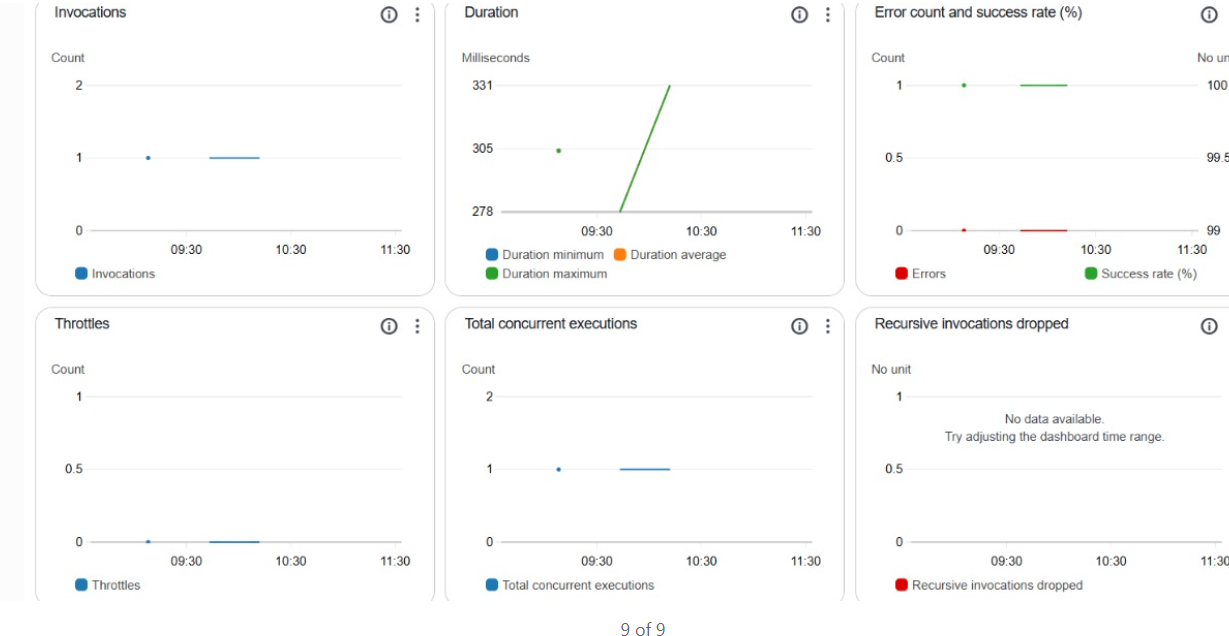 Invocations
Count
2
1
0
09:30 10:30 11:30
Invocations
Duration
Milliseconds
331
305
278
09:30 10:30 11:30
Duration minimum Duration average
Duration maximum
Error count and success rate (%)
Count No un
1 100
0.5 99.5
0 99
09:30 10:30 11:30
Errors Success rate (%)
Throttles
Count
1
0.5
0
09:30 10:30 11:30
Throttles
Total concurrent executions
Count
2
1
0
09:30 10:30 11:30
Total concurrent executions
Recursive invocations dropped
No unit
1
No data available.
Try adjusting the dashboard time range.
0.5
0
09:30 10:30 11:30
Recursive invocations dropped
9 of 9